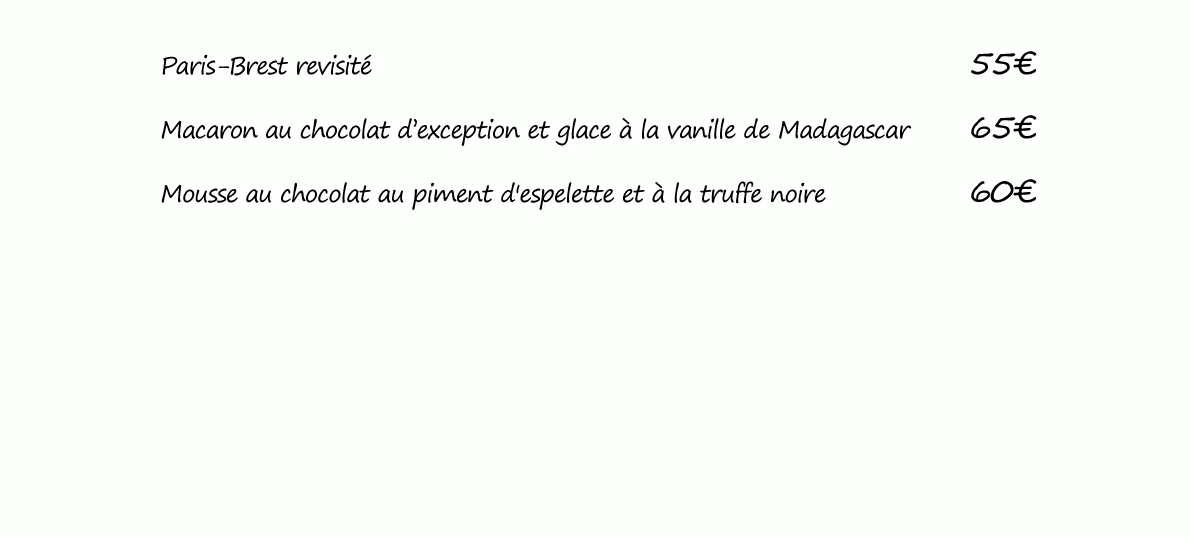 Paris-Brest revisité 55€
Macaron au chocolat d’exception et glace à la vanille de Madagascar 65€
Mousse au chocolat au piment d'espelette et à la truffe noire 60€